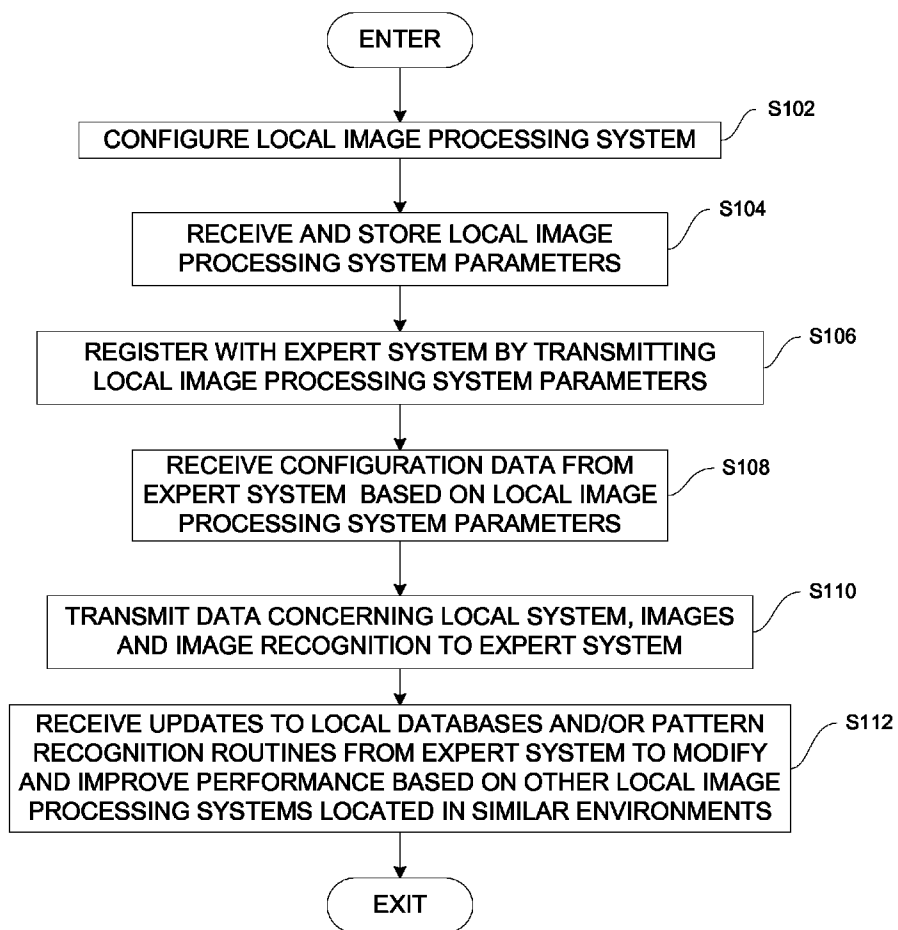 ENTER
S102
CONFIGURE LOCAL IMAGE PROCESSING SYSTEM
S104
RECEIVE AND STORE LOCAL IMAGE
PROCESSING SYSTEM PARAMETERS
S106
REGISTER WITH EXPERT SYSTEM BY TRANSMITTING
LOCAL IMAGE PROCESSING SYSTEM PARAMETERS
S108
RECEIVE CONFIGURATION DATA FROM
EXPERT SYSTEM BASED ON LOCAL IMAGE
PROCESSING SYSTEM PARAMETERS
S110
TRANSMIT DATA CONCERNING LOCAL SYSTEM, IMAGES
AND IMAGE RECOGNITION TO EXPERT SYSTEM
S112
RECEIVE UPDATES TO LOCAL DATABASES AND/OR PATTERN
RECOGNITION ROUTINES FROM EXPERT SYSTEM TO MODIFY
AND IMPROVE PERFORMANCE BASED ON OTHER LOCAL IMAGE
PROCESSING SYSTEMS LOCATED IN SIMILAR ENVIRONMENTS
EXIT